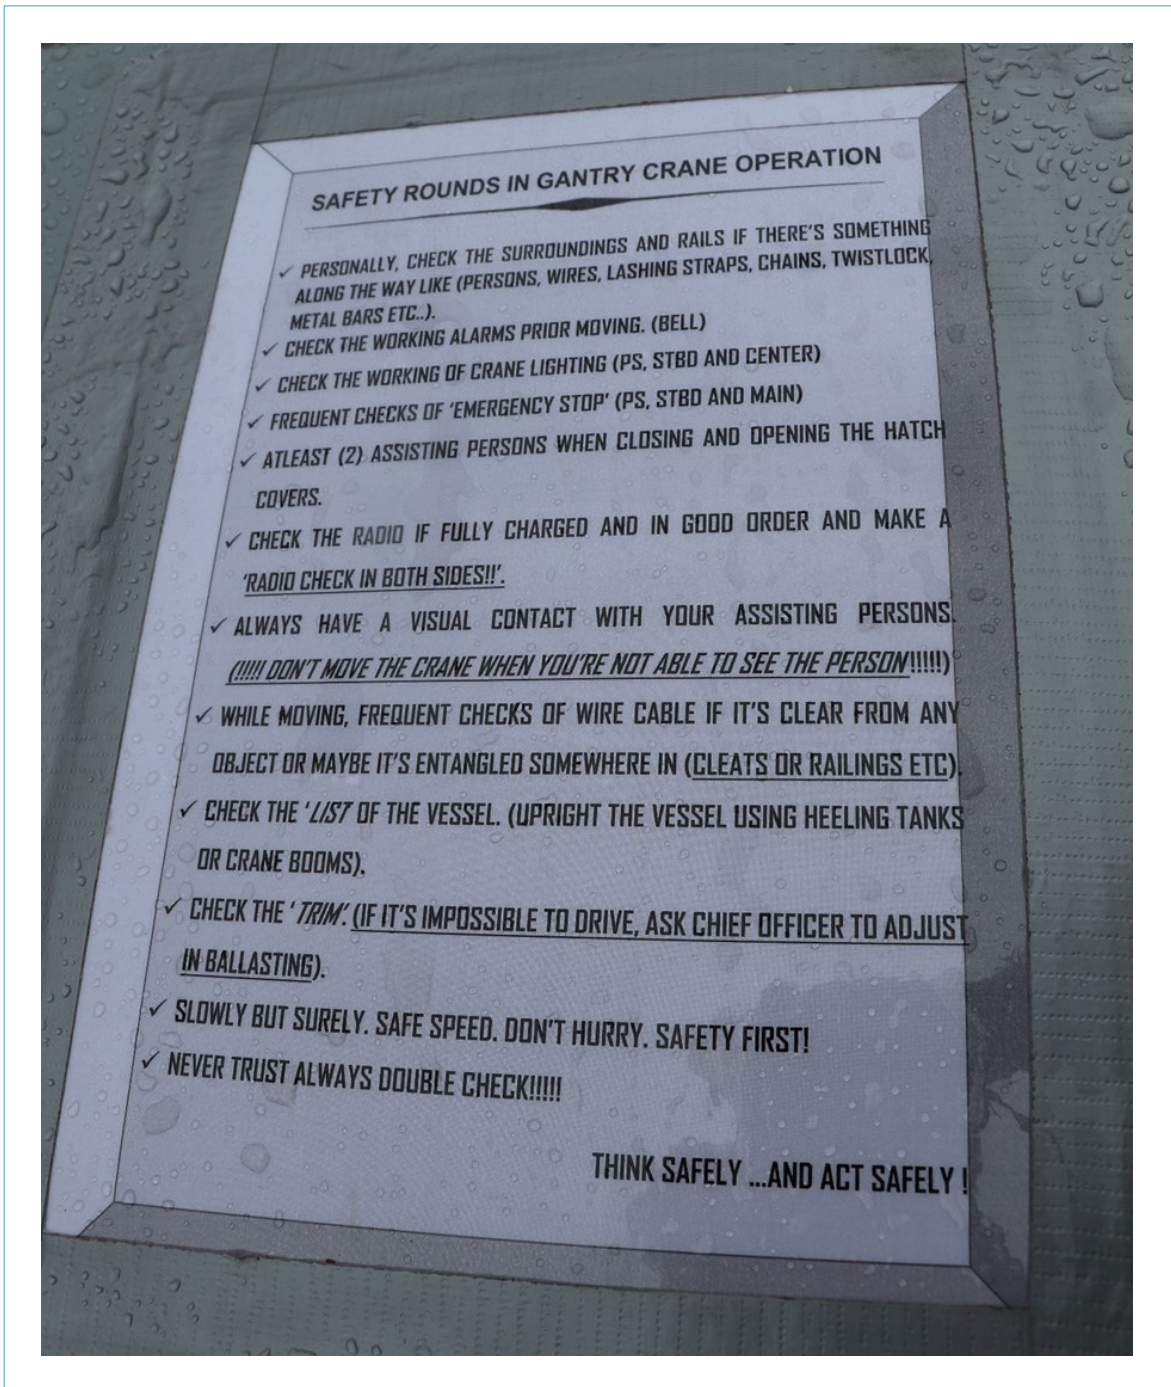 SAFETY ROUNDS IN GANTRY CRANE OPERATION
✓ PERSONALLY, CHECK THE SURROUNDINGS AND RAILS IF THERE'S SOMETHING
ALONG THE WAY LIKE (PERSONS, WIRES, LASHING STRAPS, CHAINS, TWISTLOCK,
METAL BARS ETC..).
✓ CHECK THE WORKING ALARMS PRIOR MOVING. (BELL)
✓ CHECK THE WORKING OF CRANE LIGHTING (PS, STBD AND CENTER)
✓ FREQUENT CHECKS OF 'EMERGENCY STOP' (PS, STBD AND MAIN)
✓ ATLEAST (2) ASSISTING PERSONS WHEN CLOSING AND OPENING THE HATCH
COVERS.
✓ CHECK THE RADIO IF FULLY CHARGED AND IN GOOD ORDER AND MAKE A
'RADIO CHECK IN BOTH SIDES!!'.
✓ ALWAYS HAVE A VISUAL CONTACT WITH YOUR ASSISTING PERSONS.
(!!!!! DON'T MOVE THE CRANE WHEN YOU'RE NOT ABLE TO SEE THE PERSON!!!!!)
✓ WHILE MOVING, FREQUENT CHECKS OF WIRE CABLE IF IT'S CLEAR FROM ANY
OBJECT OR MAYBE IT'S ENTANGLED SOMEWHERE IN (CLEATS OR RAILINGS ETC).
✓ CHECK THE 'LIST OF THE VESSEL. (UPRIGHT THE VESSEL USING HEELING TANKS
OR CRANE BOOMS).
✓ CHECK THE 'TRIM'. (IF IT'S IMPOSSIBLE TO DRIVE, ASK CHIEF OFFICER TO ADJUST
IN BALLASTING).
✓ SLOWLY BUT SURELY. SAFE SPEED. DON'T HURRY. SAFETY FIRST!
✓ NEVER TRUST ALWAYS DOUBLE CHECK!!!!!
THINK SAFELY ...AND ACT SAFELY !